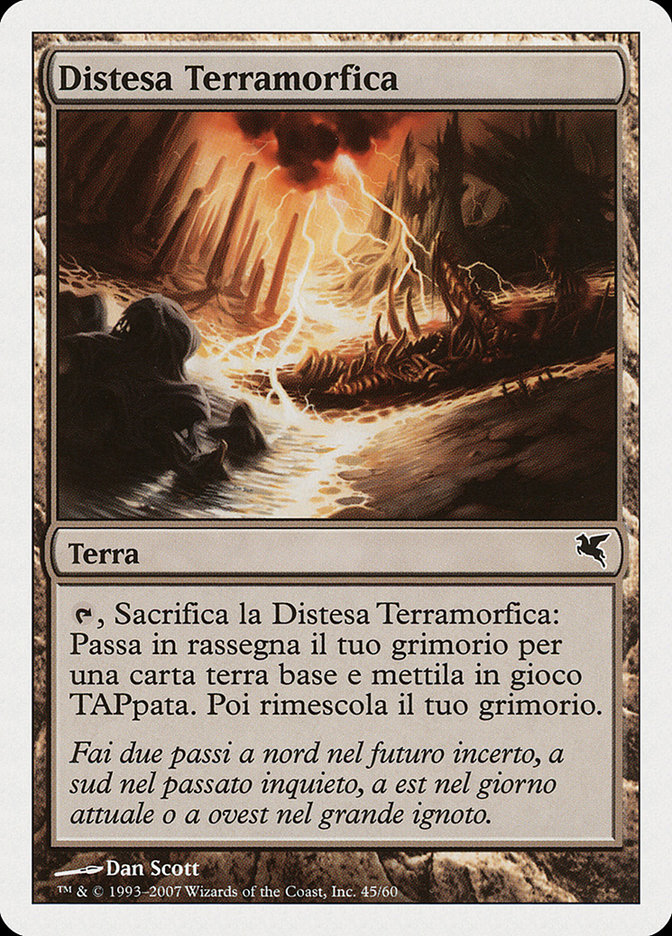 Distesa Terramorfica
Terra
, Sacrifica la Distesa Terramorfica:
Passa in rassegna il tuo grimorio per
una carta terra base e mettila in gioco
TAPpata. Poi rimescola il tuo grimorio.
Fai due passi a nord nel futuro incerto, a
sud nel passato inquieto, a est nel giorno
attuale o a ovest nel grande ignoto.
Dan Scott
™ & © 1993–2007 Wizards of the Coast, Inc. 45/60